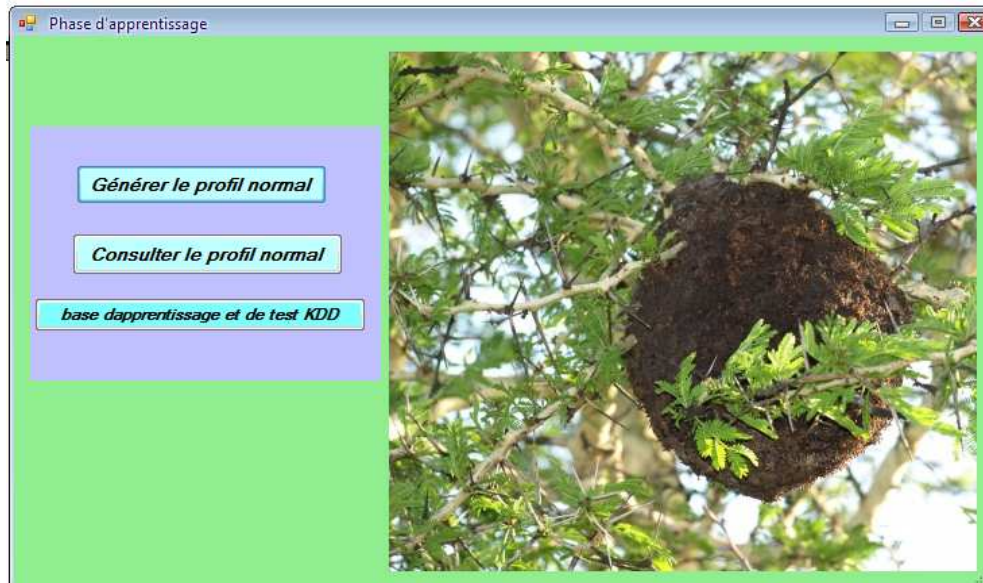 Phase d'apprentissage
Générer le profil normal
Consulter le profil normal
base dapprentissage et de test KDD